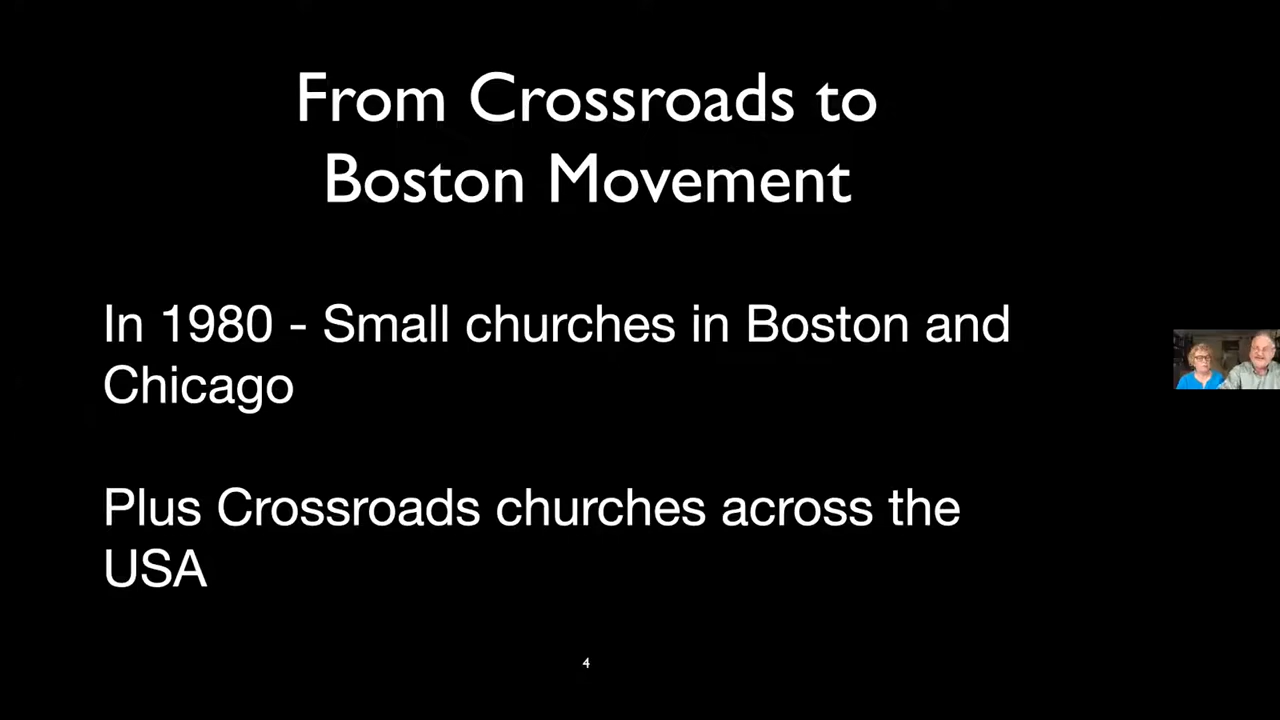 From Crossroads to
Boston Movement
In 1980 - Small churches in Boston and
Chicago
Plus Crossroads churches across the
USA
4